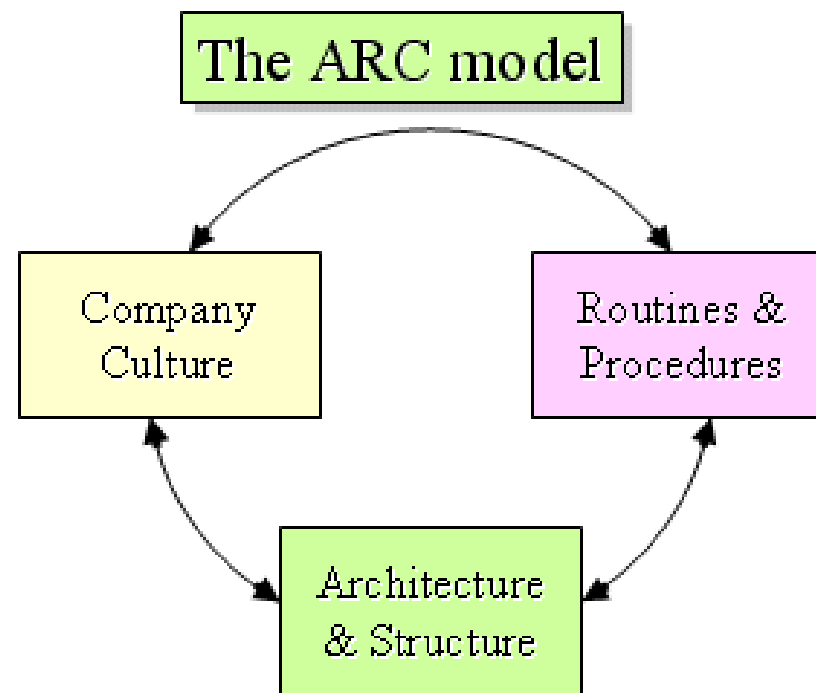 The ARC model
Company
Culture
Routines &
Procedures
Architecture
& Structure